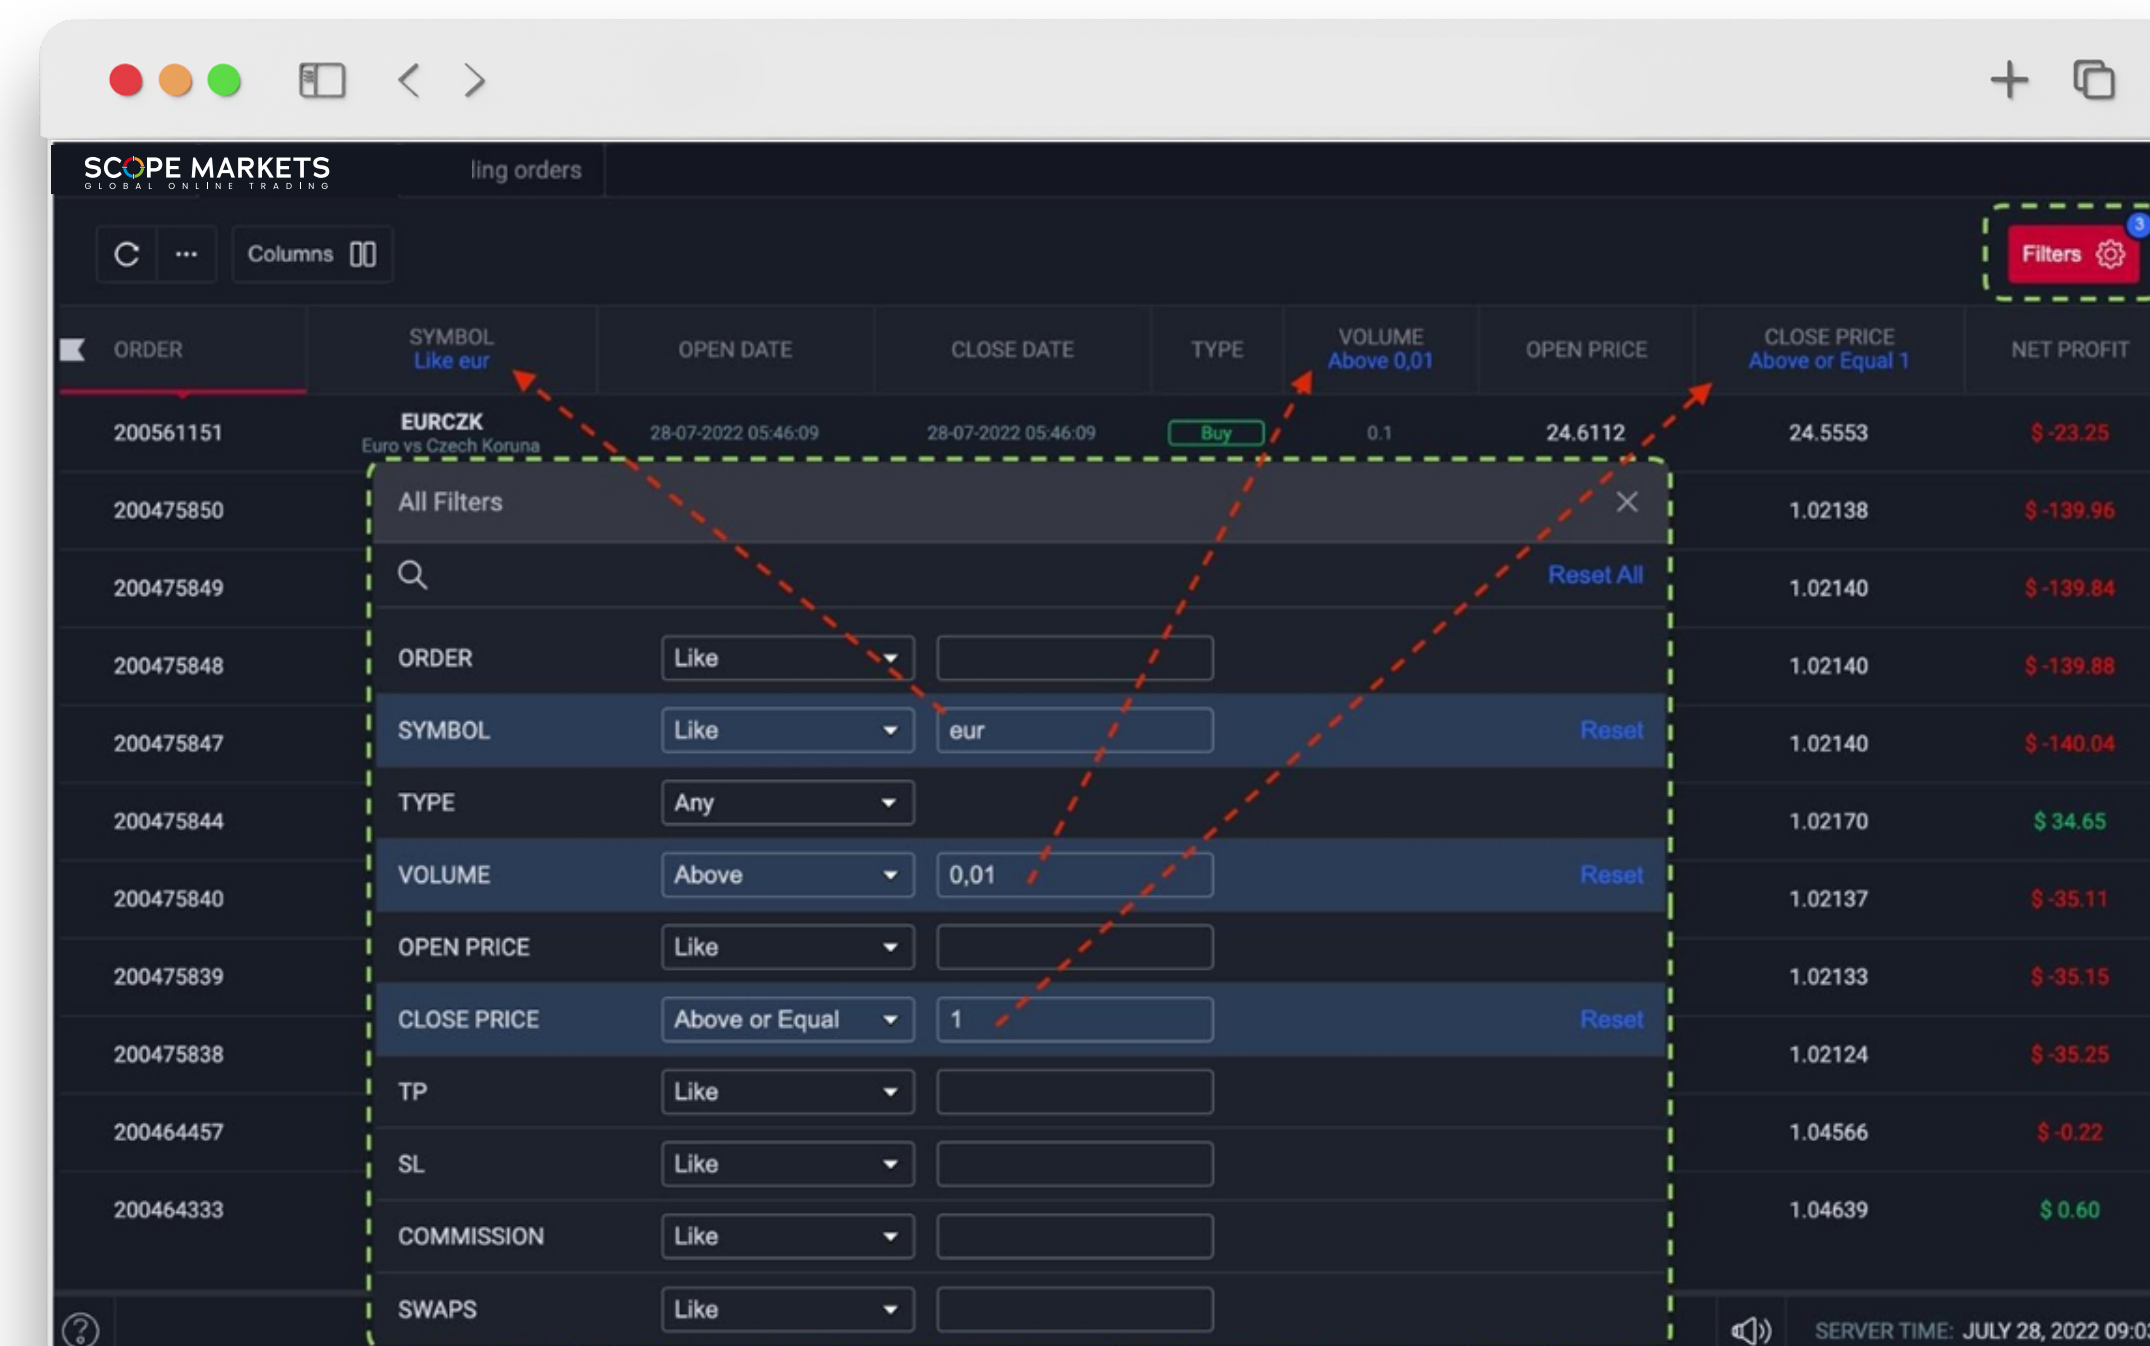 SCOPE MARKETS
GLOBAL ONLINE TRADING
ling orders
Columns
Filters
3
ORDER
SYMBOL
Like eur
OPEN DATE
CLOSE DATE
TYPE
VOLUME
Above 0,01
OPEN PRICE
CLOSE PRICE
Above or Equal 1
NET PROFIT
200561151
EURCZK
Euro vs Czech Koruna
28-07-2022 05:46:09
28-07-2022 05:46:09
Buy
0.1
24.6112
24.5553
$ -23.25
200475850
1.02138
$ -139.96
200475849
1.02140
$ -139.84
200475848
1.02140
$ -139.88
200475847
1.02140
$ -140.04
200475844
1.02170
$ 34.65
200475840
1.02137
$ -35.11
200475839
1.02133
$ -35.15
200475838
1.02124
$ -35.25
200464457
1.04566
$ -0.22
200464333
1.04639
$ 0.60
All Filters
Reset All
ORDER
Like
SYMBOL
Like
eur
Reset
TYPE
Any
VOLUME
Above
0,01
Reset
OPEN PRICE
Like
CLOSE PRICE
Above or Equal
1
Reset
TP
Like
SL
Like
COMMISSION
Like
SWAPS
Like
SERVER TIME: JULY 28, 2022 09:03